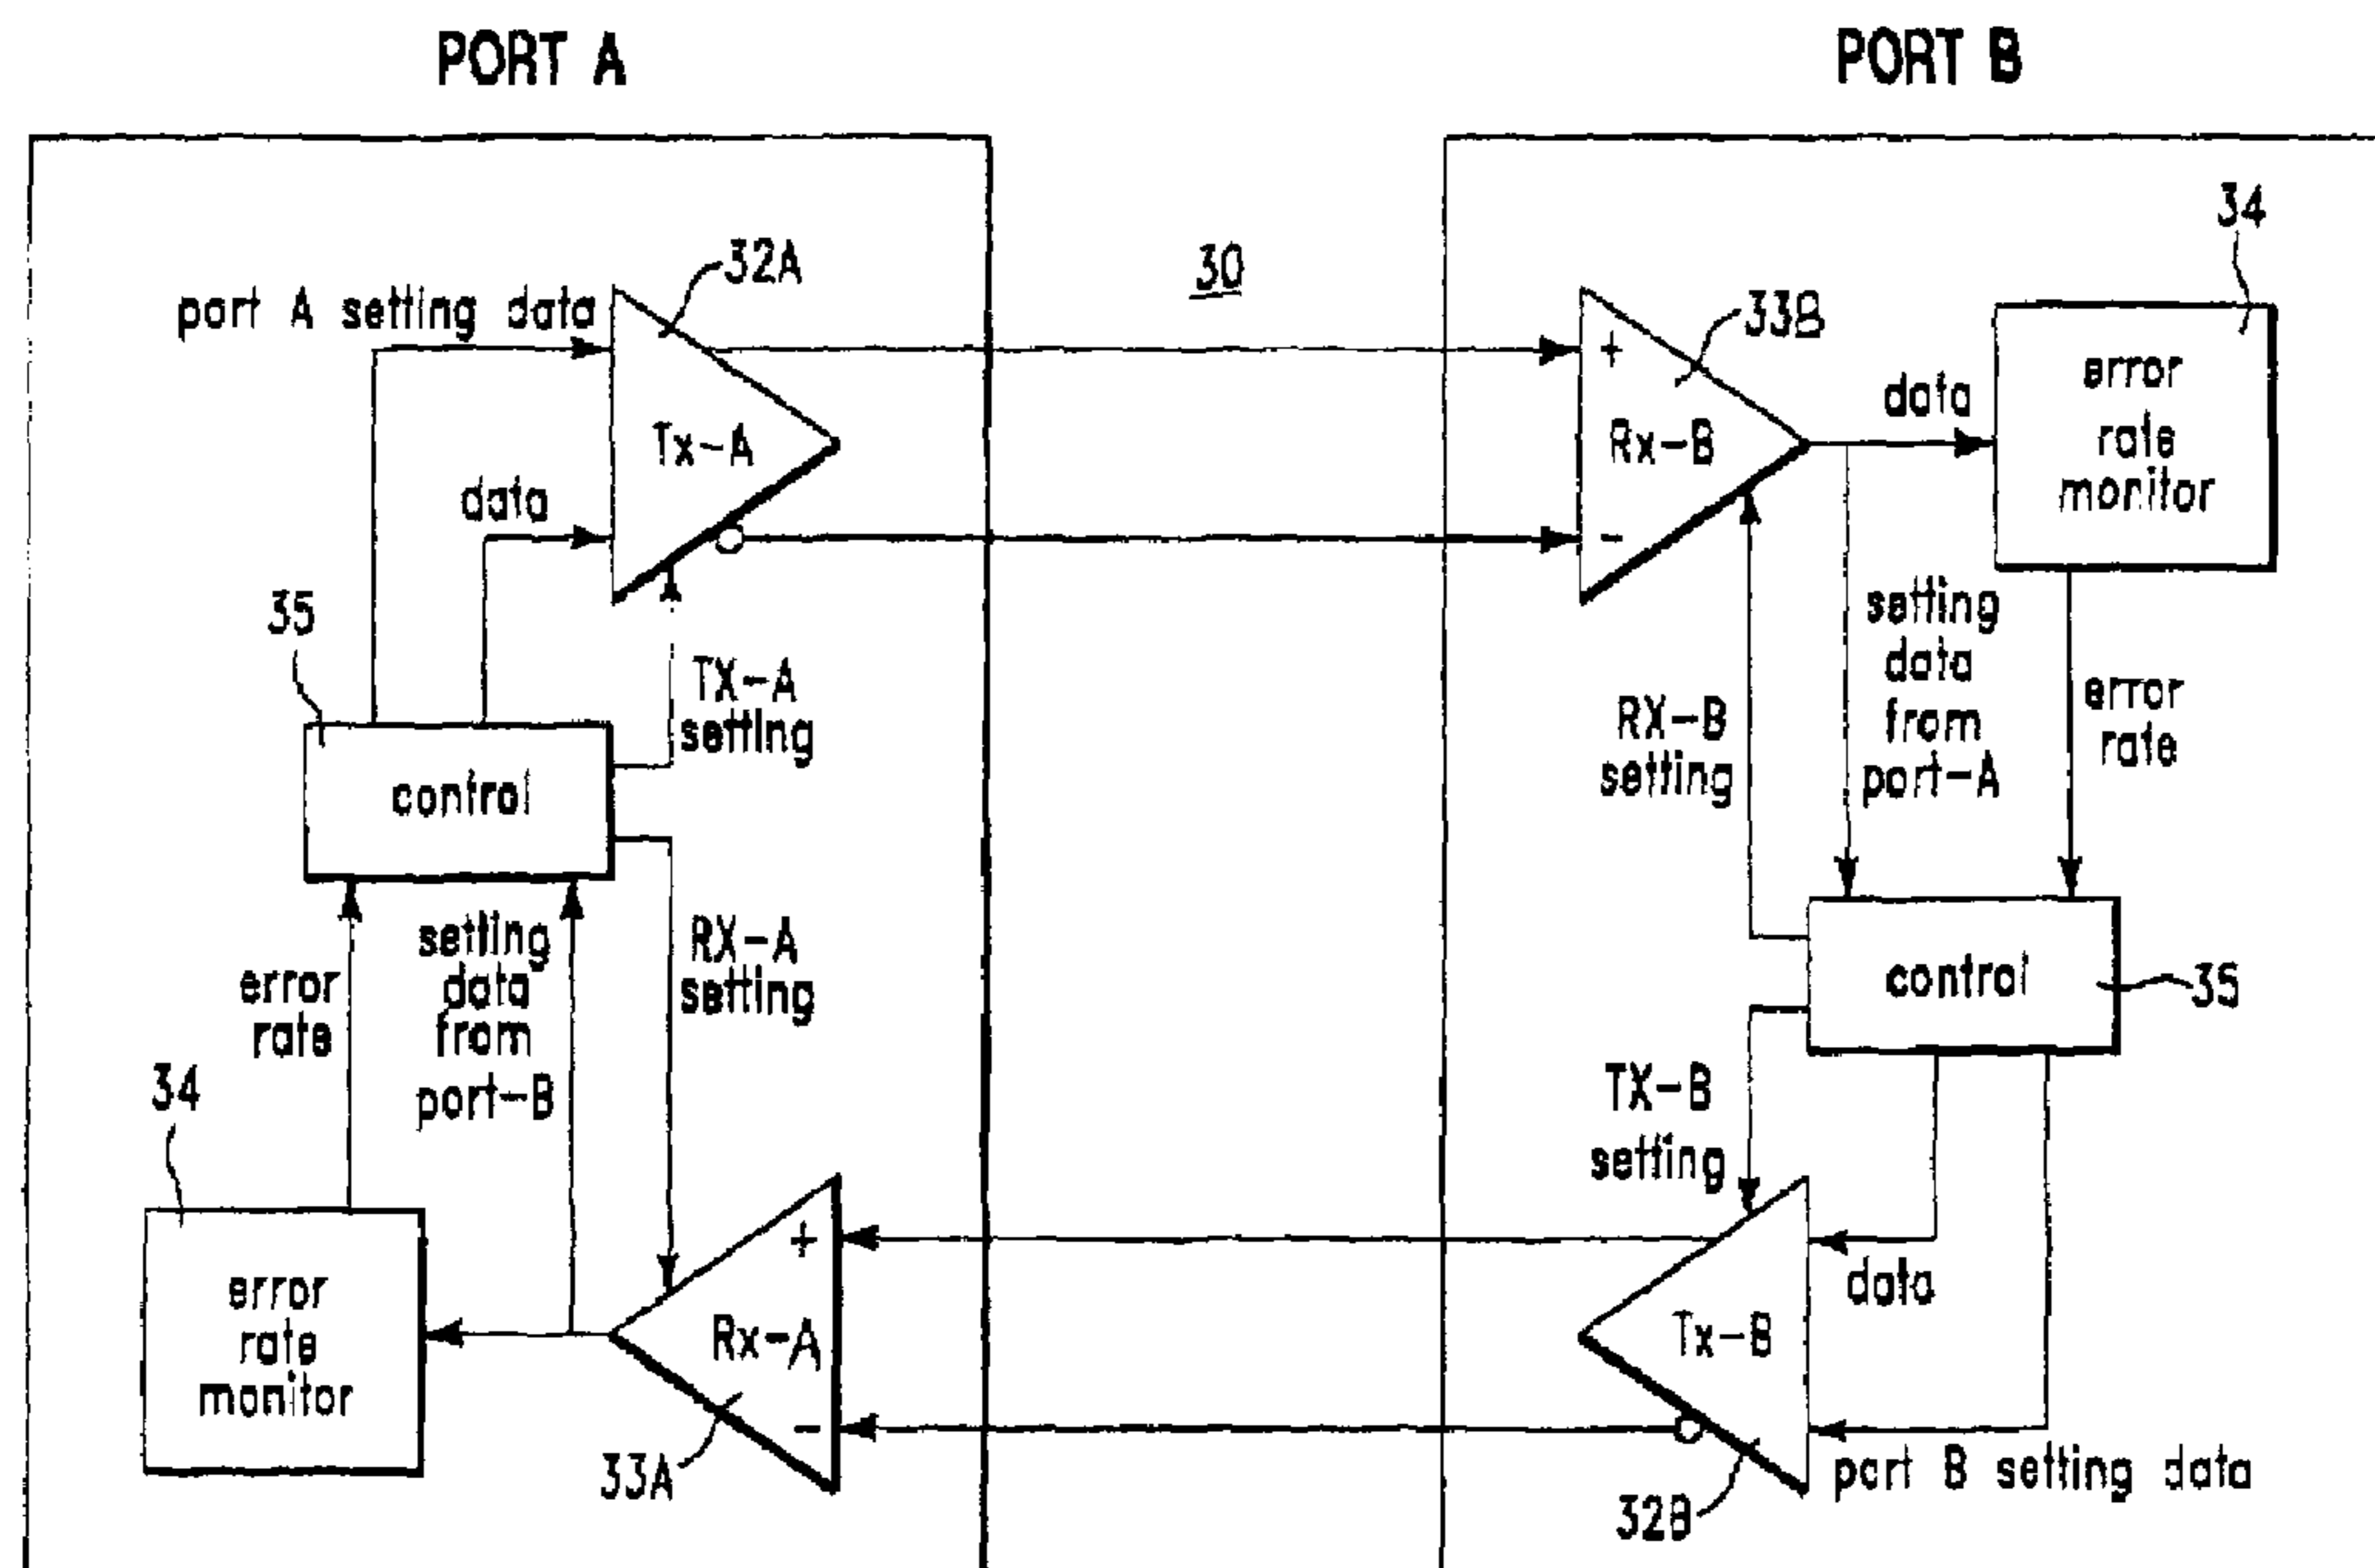 PORT A
PORT B
34
32A
30
33B
port A setting data
Tx-A
+
Rx-B
-
data
error
rate
monitor
data
35
TX-A
setting
control
RX-B
setting
setting
data
from
port-A
error
rate
error
rate
setting
data
from
port-B
RX-A
setting
control
35
34
TX-B
setting
error
rate
monitor
+
Rx-A
-
33A
data
Tx-B
port B setting data
32B